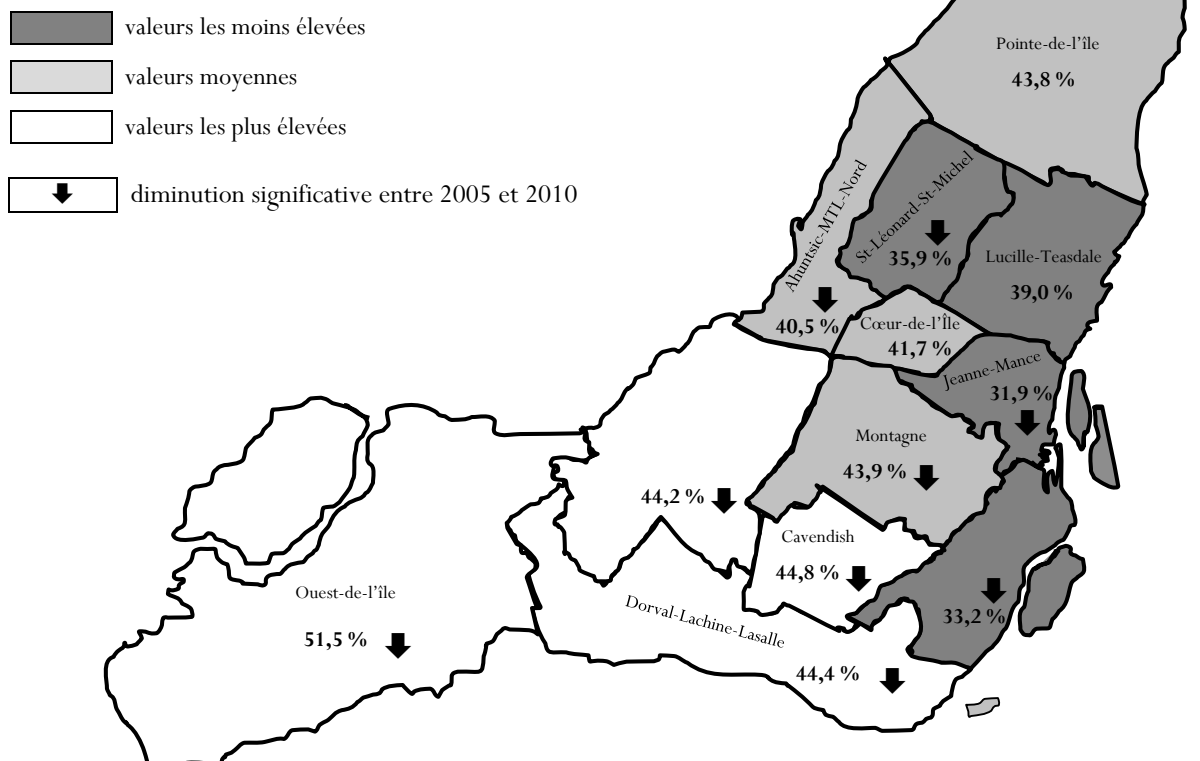 valeurs les moins élevées
valeurs moyennes
valeurs les plus élevées
diminution significative entre 2005 et 2010
Pointe-de-l'île
43,8 %
Ahuntsic-MTL-Nord
40,5 %
St-Léonard-St-Michel
35,9 %
Lucille-Teasdale
39,0 %
Cœur-de-l'Île
41,7 %
Jeanne-Mance
31,9 %
Montagne
43,9 %
44,2 %
Cavendish
44,8 %
33,2 %
Ouest-de-l'île
51,5 %
Dorval-Lachine-Lasalle
44,4 %